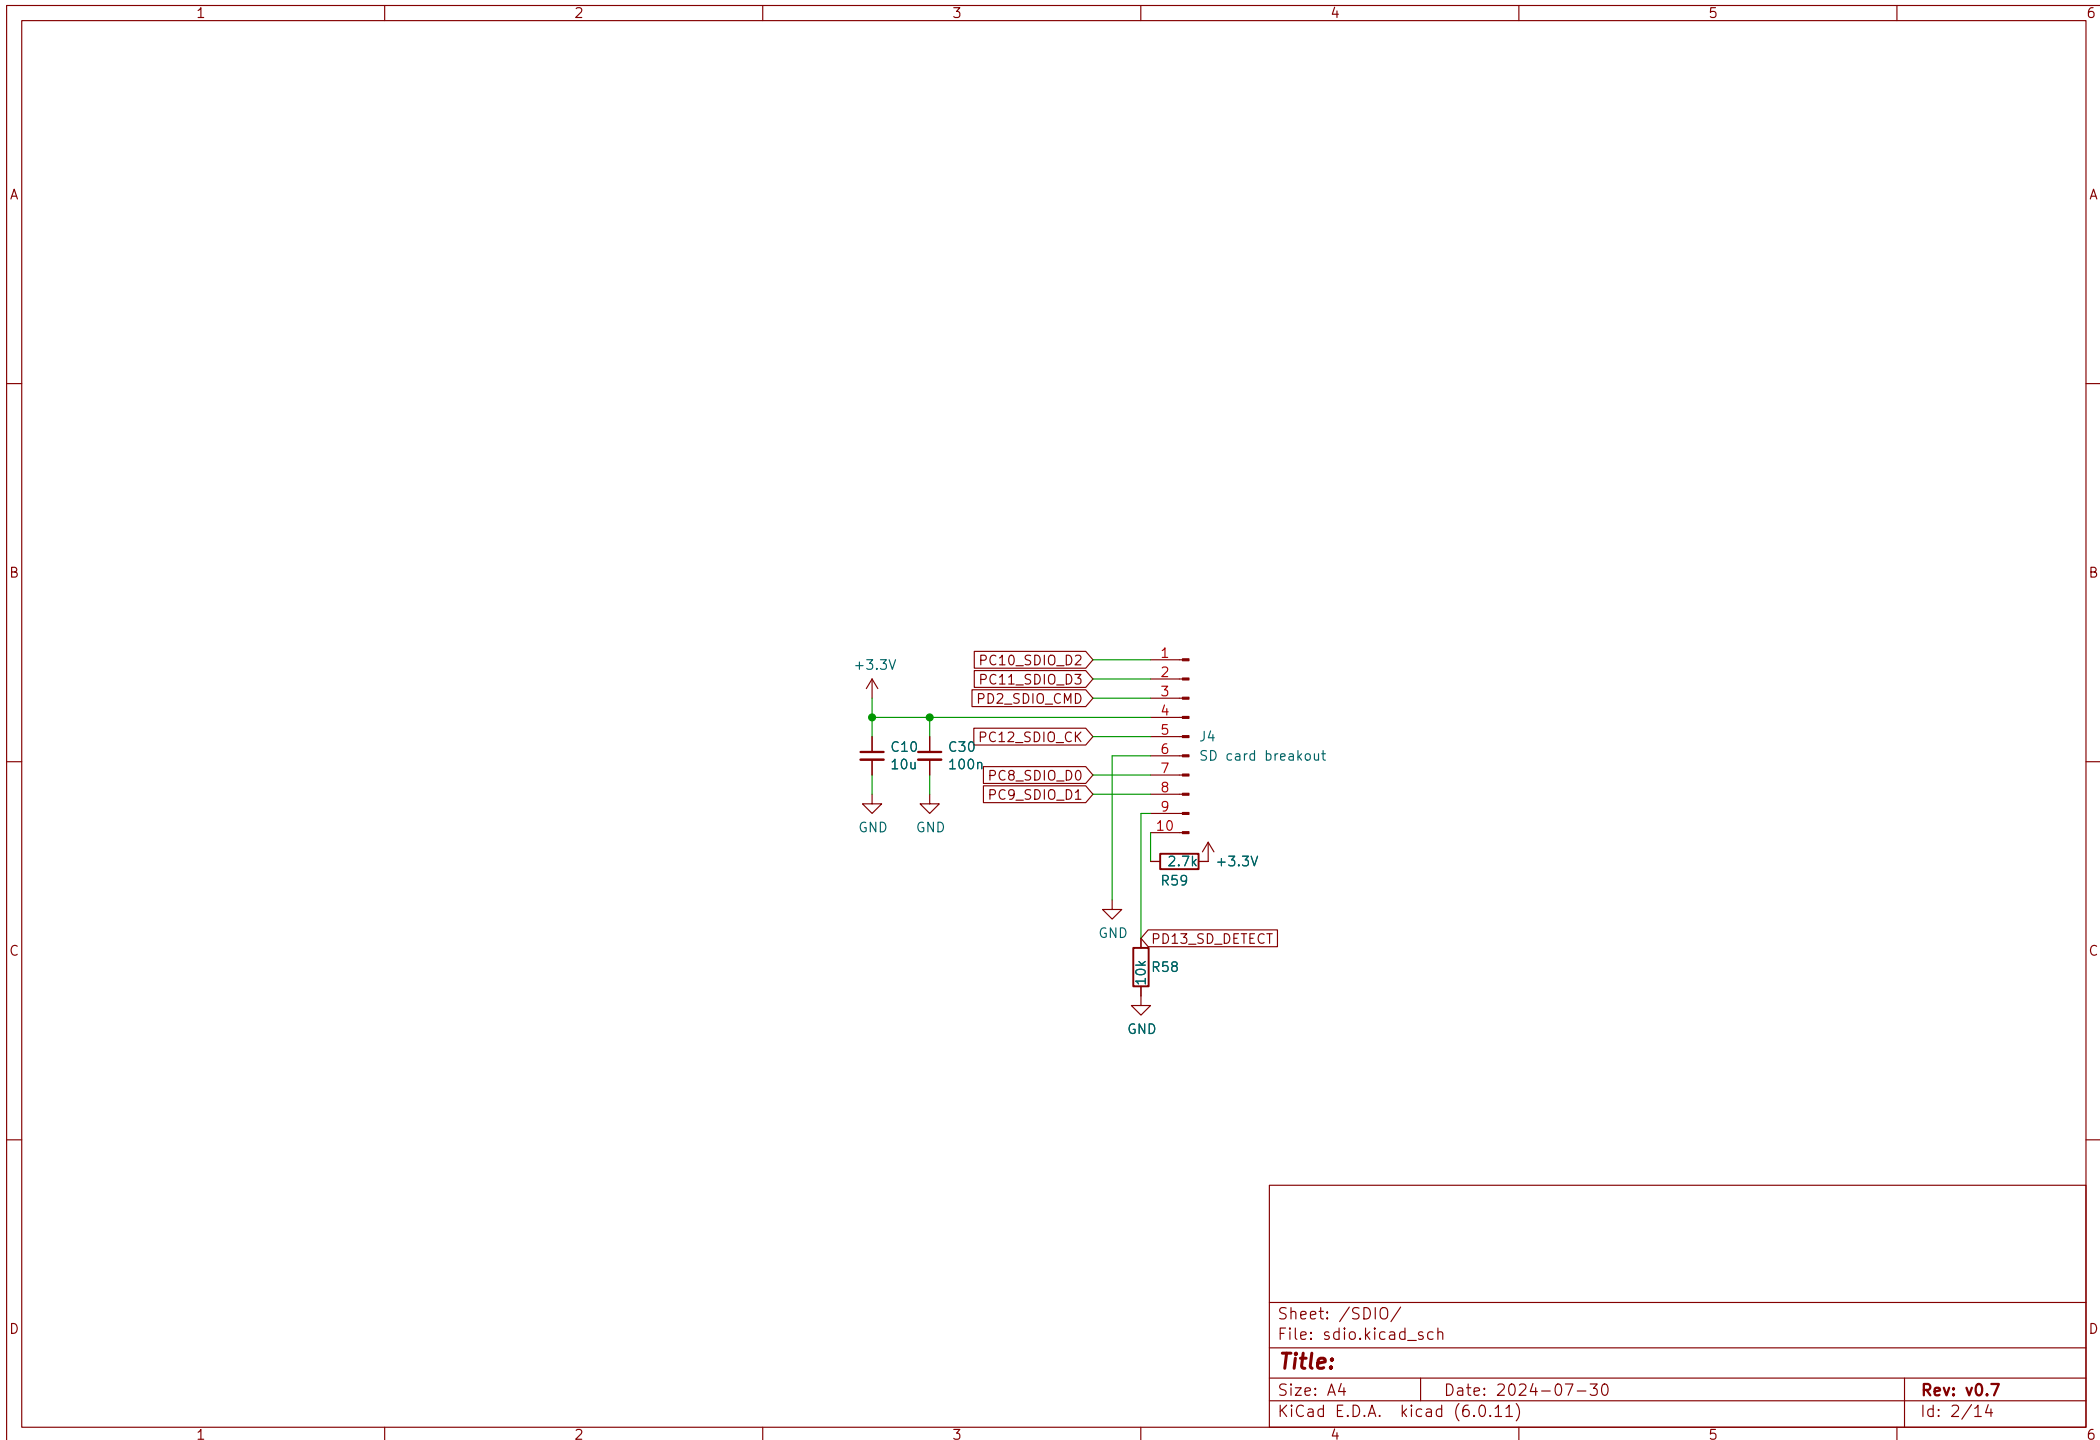 1 2 3 4 5 6
A A
B B
C C
D D
+3.3V
PC10_SDIO_D2 1
PC11_SDIO_D3 2
PD2_SDIO_CMD 3
4
PC12_SDIO_CK 5
J4
6
SD card breakout
C10
10u
C30
100n
PC8_SDIO_D0 7
PC9_SDIO_D1 8
9
10
GND GND
2.7k +3.3V
R59
GND
PD13_SD_DETECT
10k R58
GND
Sheet: /SDIO/
File: sdio.kicad_sch
Title:
Size: A4 Date: 2024-07-30 Rev: v0.7
KiCad E.D.A. kicad (6.0.11) Id: 2/14
1 2 3 4 5 6